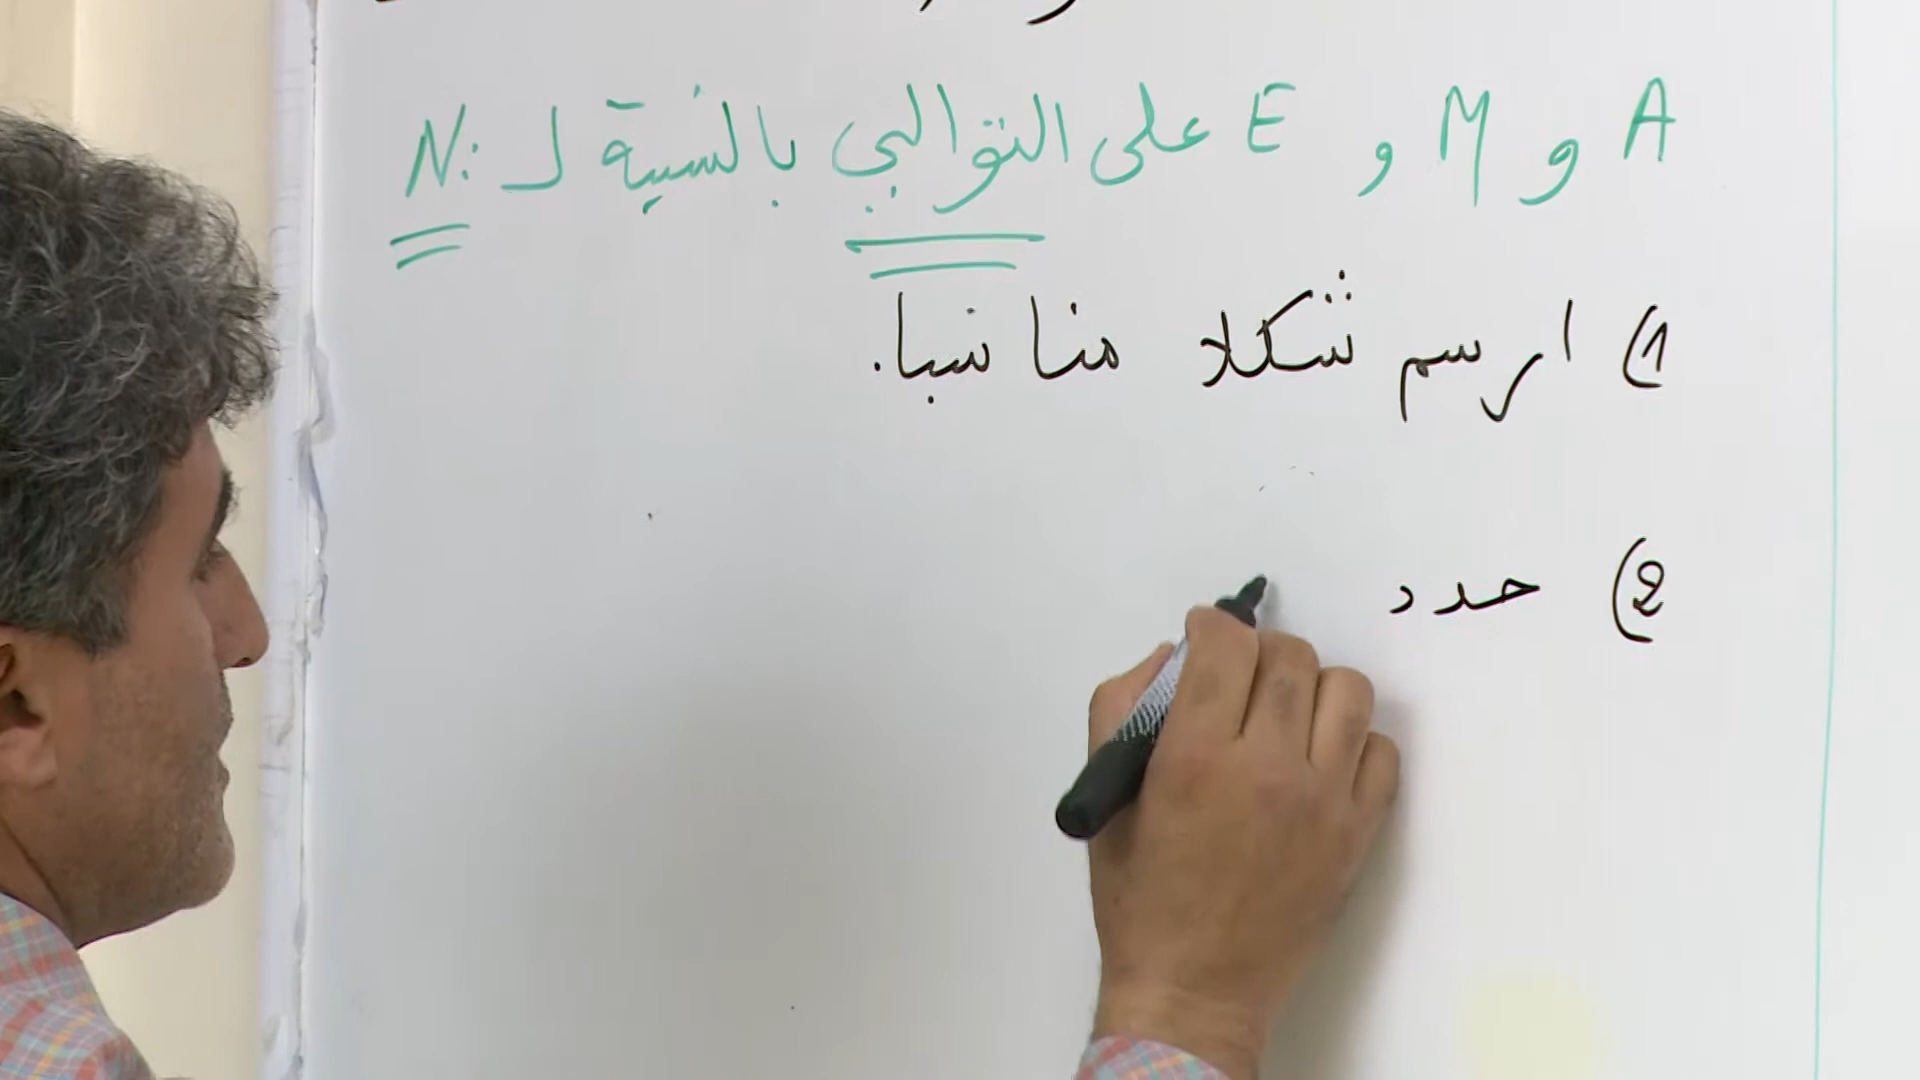 A و M و E على التوالي بالنسبة لـ N:
1) ارسم شكلا مناسبا.
2) حدد